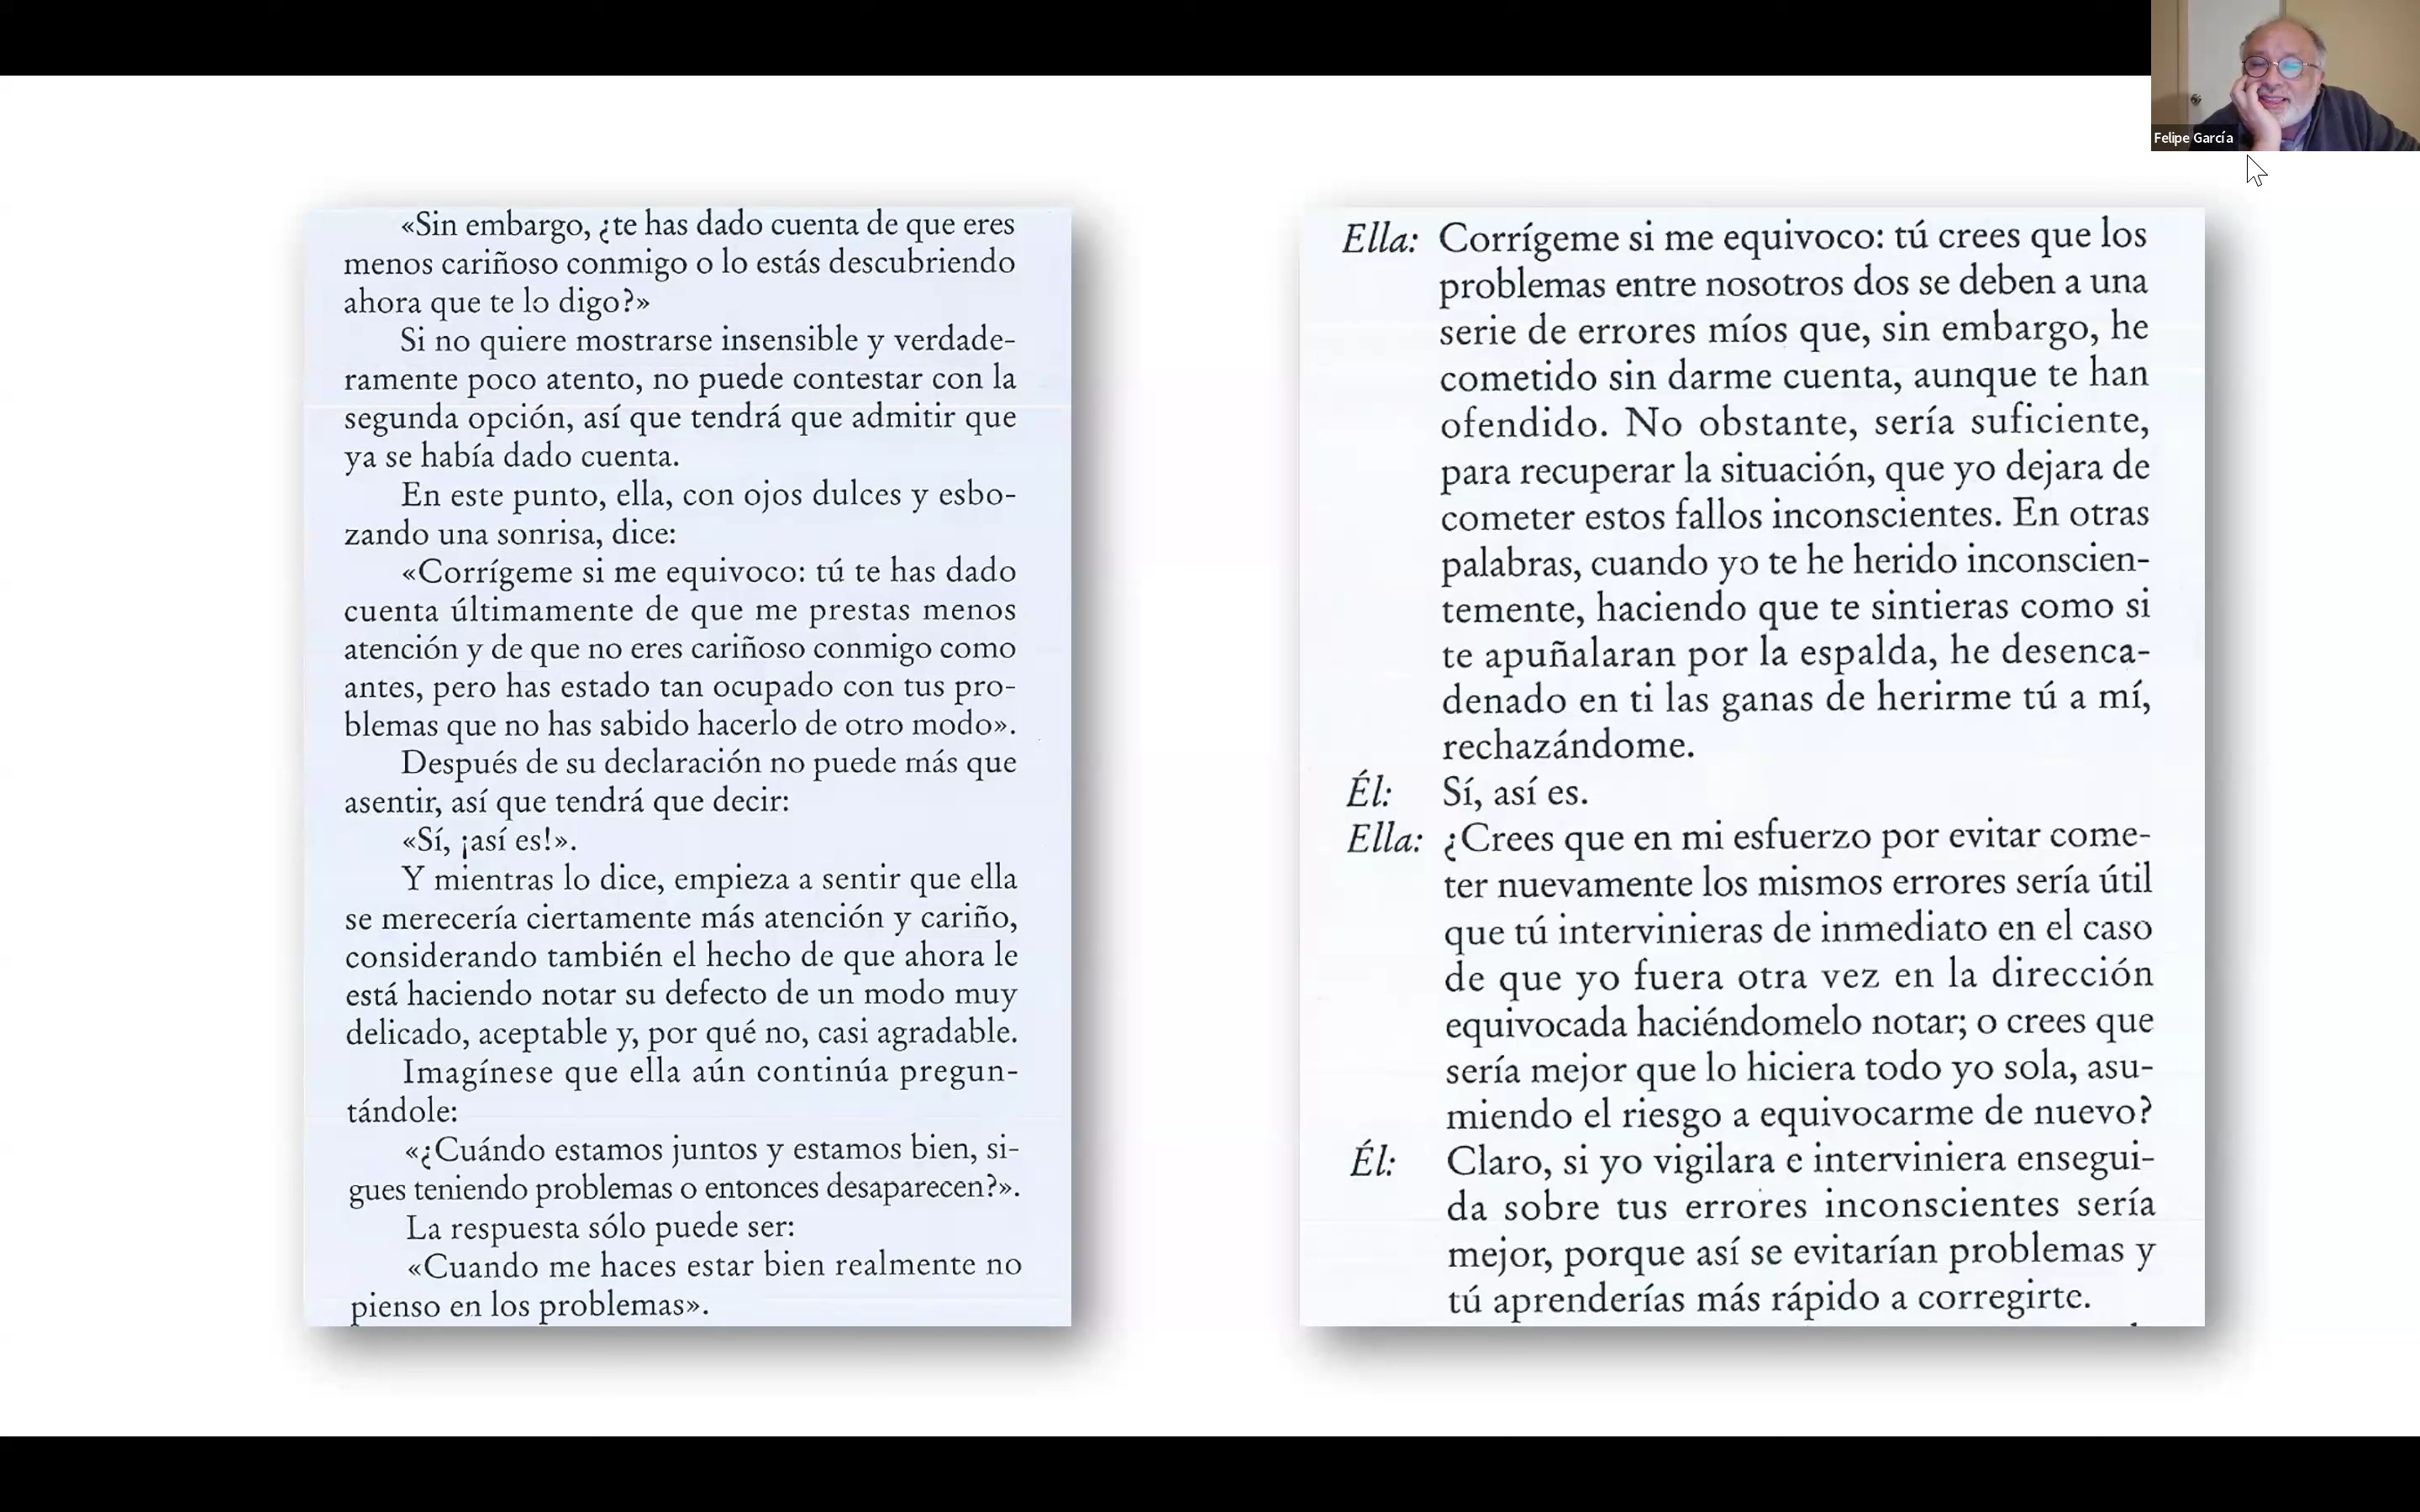 Felipe García
«Sin embargo, ¿te has dado cuenta de que eres
menos cariñoso conmigo o lo estás descubriendo
ahora que te lo digo?»
Si no quiere mostrarse insensible y verdade-
ramente poco atento, no puede contestar con la
segunda opción, así que tendrá que admitir que
ya se había dado cuenta.
En este punto, ella, con ojos dulces y esbo-
zando una sonrisa, dice:
«Corrígeme si me equivoco: tú te has dado
cuenta últimamente de que me prestas menos
atención y de que no eres cariñoso conmigo como
antes, pero has estado tan ocupado con tus pro-
blemas que no has sabido hacerlo de otro modo».
Después de su declaración no puede más que
asentir, así que tendrá que decir:
«Sí, ¡así es!».
Y mientras lo dice, empieza a sentir que ella
se merecería ciertamente más atención y cariño,
considerando también el hecho de que ahora le
está haciendo notar su defecto de un modo muy
delicado, aceptable y, por qué no, casi agradable.
Imagínese que ella aún continúa pregun-
tándole:
«¿Cuándo estamos juntos y estamos bien, si-
gues teniendo problemas o entonces desaparecen?».
La respuesta sólo puede ser:
«Cuando me haces estar bien realmente no
pienso en los problemas».
Ella: Corrígeme si me equivoco: tú crees que los
problemas entre nosotros dos se deben a una
serie de errores míos que, sin embargo, he
cometido sin darme cuenta, aunque te han
ofendido. No obstante, sería suficiente,
para recuperar la situación, que yo dejara de
cometer estos fallos inconscientes. En otras
palabras, cuando yo te he herido inconscien-
temente, haciendo que te sintieras como si
te apuñalaran por la espalda, he desenca-
denado en ti las ganas de herirme tú a mí,
rechazándome.
Él: Sí, así es.
Ella: ¿Crees que en mi esfuerzo por evitar come-
ter nuevamente los mismos errores sería útil
que tú intervinieras de inmediato en el caso
de que yo fuera otra vez en la dirección
equivocada haciéndomelo notar; o crees que
sería mejor que lo hiciera todo yo sola, asu-
miendo el riesgo a equivocarme de nuevo?
Él: Claro, si yo vigilara e interviniera ensegui-
da sobre tus errores inconscientes sería
mejor, porque así se evitarían problemas y
tú aprenderías más rápido a corregirte.